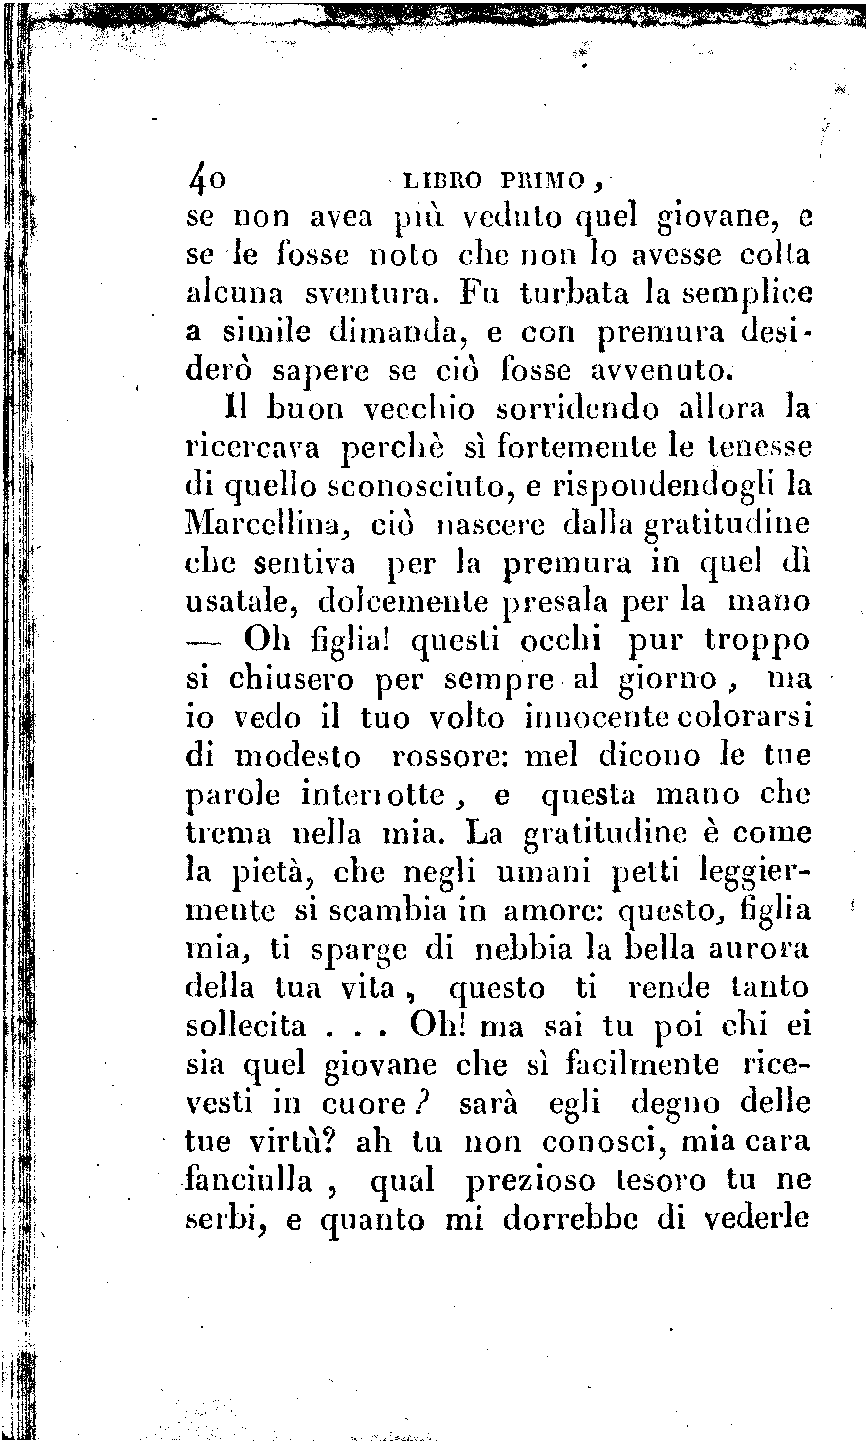 40 LIBRO PRIMO,
se non avea più veduto quel giovane, e
se le fosse noto che non lo avesse colta
alcuna sventura. Fu turbata la semplice
a simile dimanda, e con premura desi-
derò sapere se ciò fosse avvenuto.
Il buon vecchio sorridendo allora la
ricercava perchè sì fortemente le tenesse
di quello sconosciuto, e rispondendogli la
Marcellina, ciò nascere dalla gratitudine
che sentiva per la premura in quel dì
usatale, dolcemente presala per la mano
— Oh figlia! questi occhi pur troppo
si chiusero per sempre al giorno, ma
io vedo il tuo volto innocente colorarsi
di modesto rossore: mel dicono le tue
parole interrotte, e questa mano che
trema nella mia. La gratitudine è come
la pietà, che negli umani petti leggier-
mente si scambia in amore: questo, figlia
mia, ti sparge di nebbia la bella aurora
della tua vita, questo ti rende tanto
sollecita . . . Oh! ma sai tu poi chi ei
sia quel giovane che sì facilmente rice-
vesti in cuore? sarà egli degno delle
tue virtù? ah tu non conosci, mia cara
fanciulla, qual prezioso tesoro tu ne
serbi, e quanto mi dorrebbe di vederle